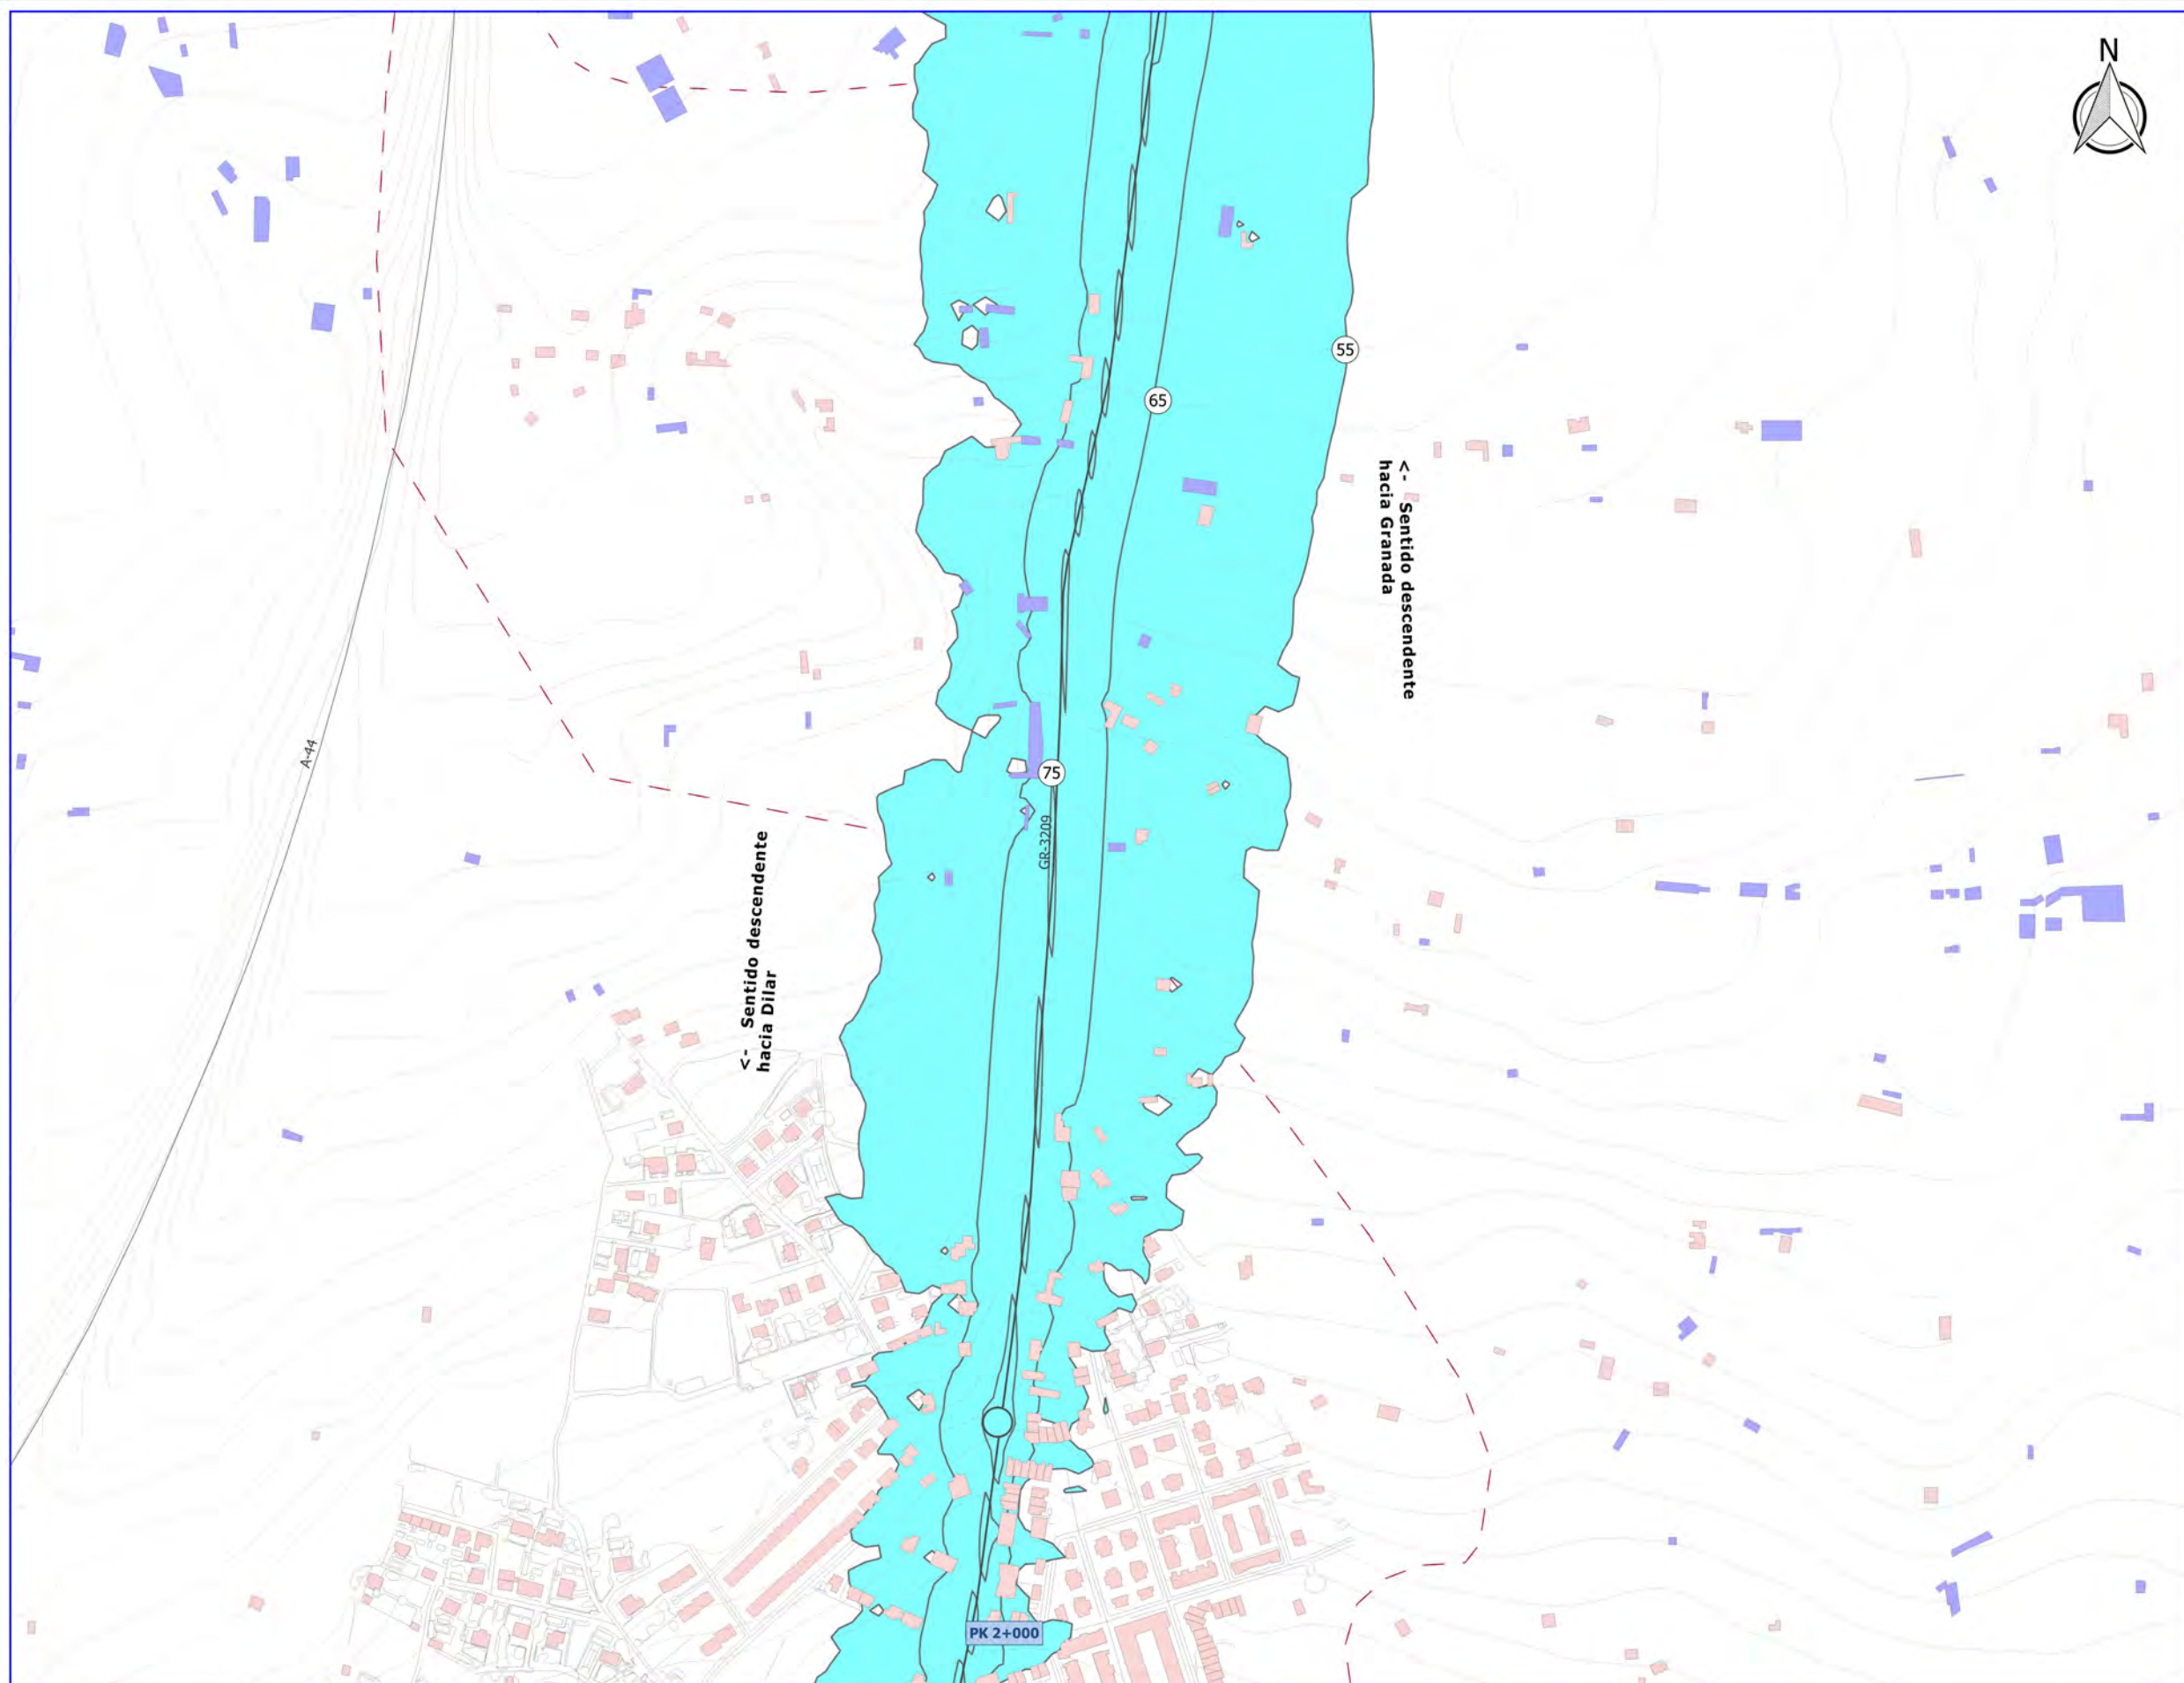 N
55
65
<- Sentido descendente
hacia Granada
A-44
75
GR-3209
<- Sentido descendente
hacia Dilar
PK 2+000